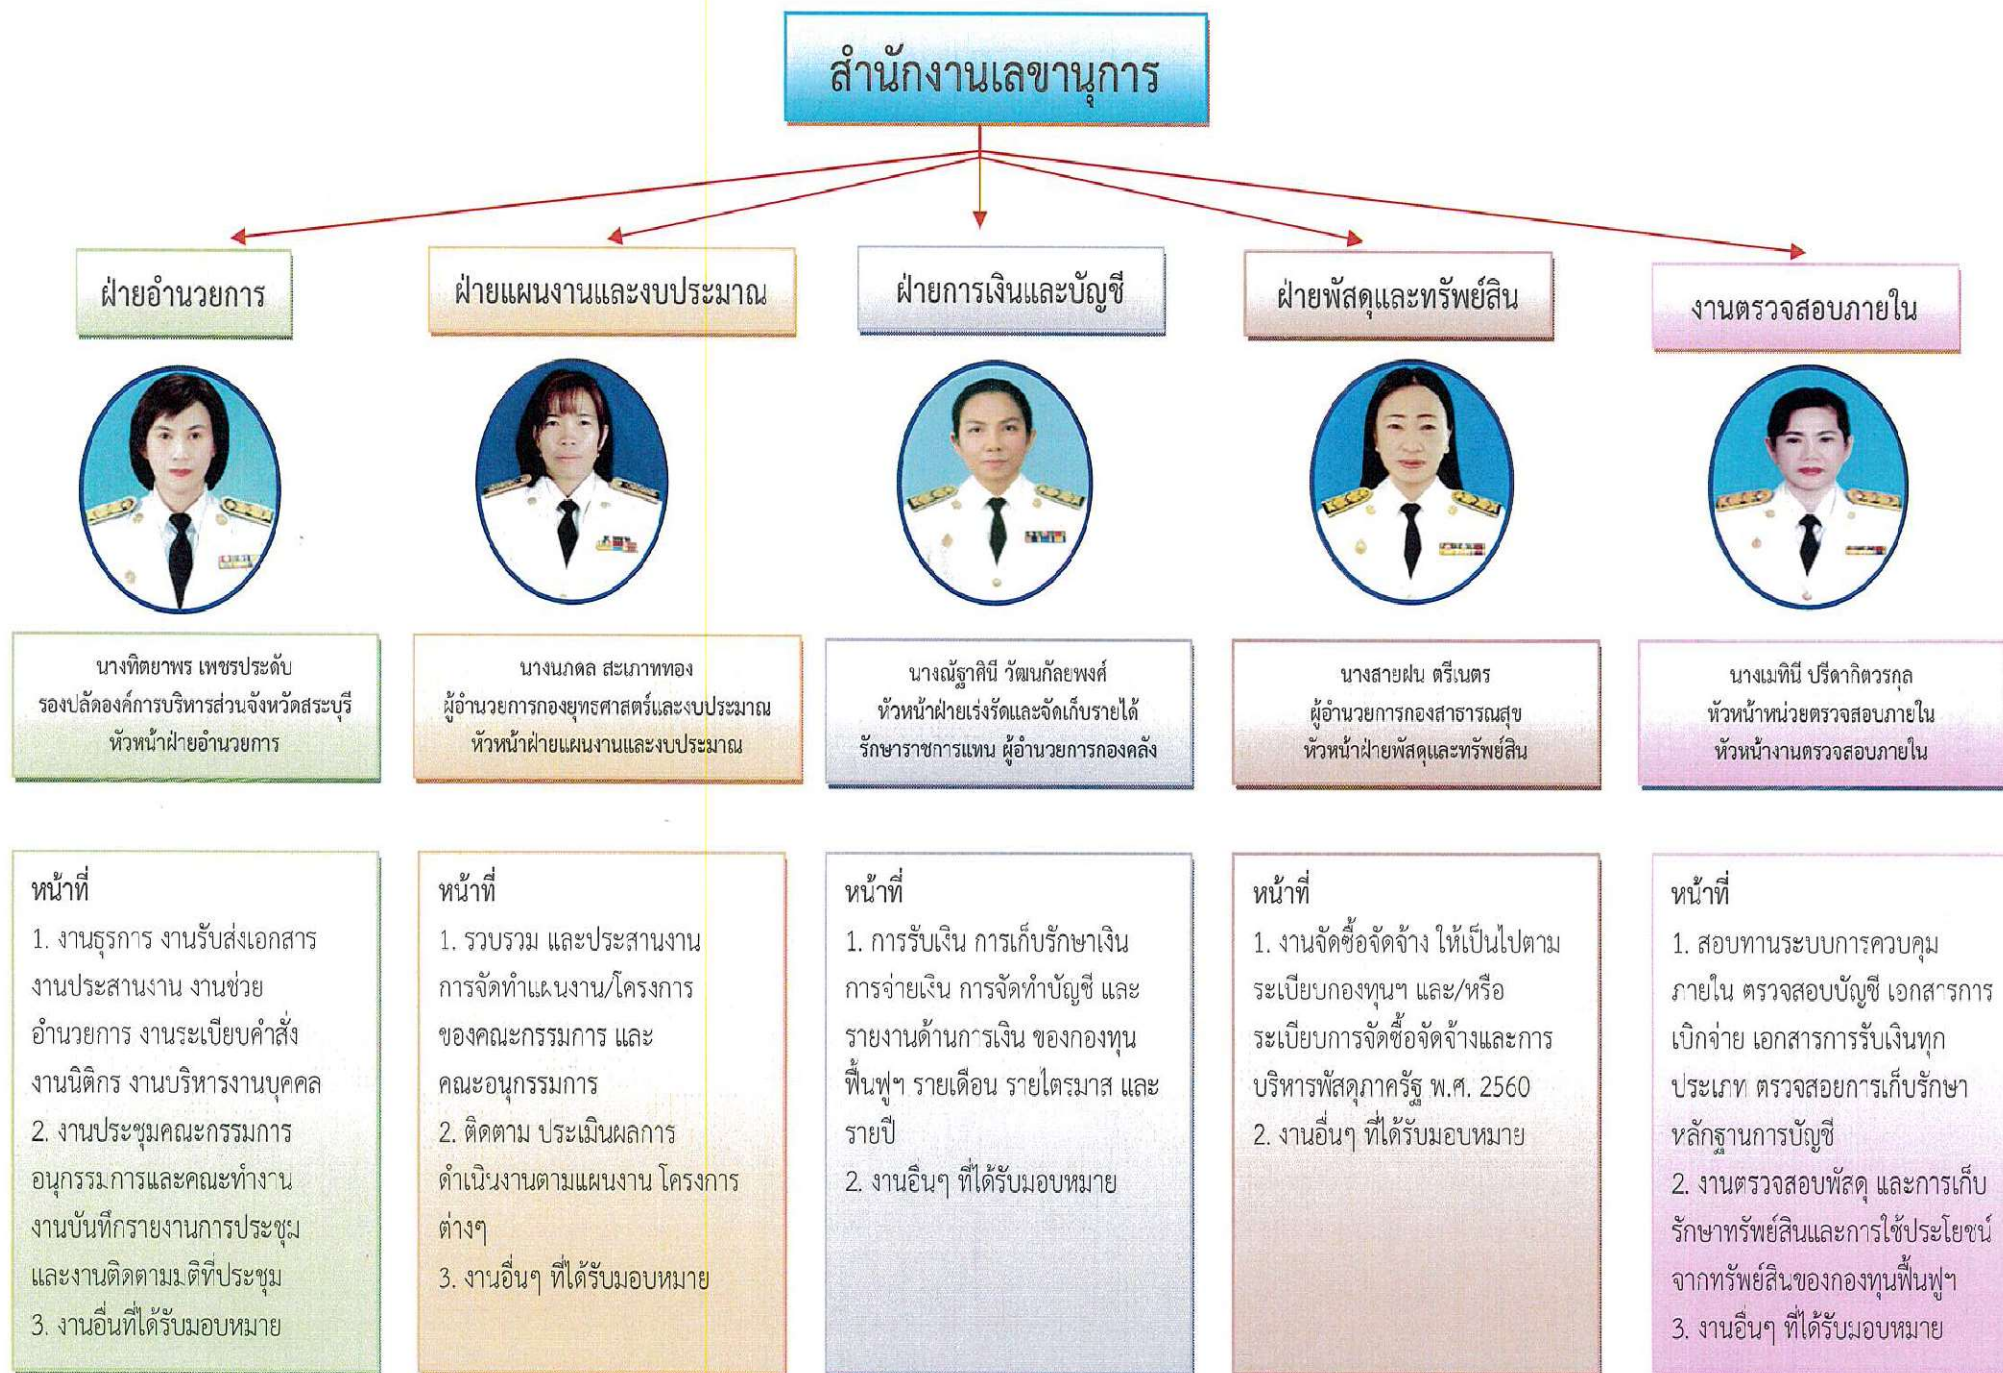 สำนักงานเลขานุการ
ฝ่ายอำนวยการ
นางทิตยาพร เพชรประดับ
รองปลัดองค์การบริหารส่วนจังหวัดสระบุรี
หัวหน้าฝ่ายอำนวยการ
หน้าที่
1. งานธุรการ งานรับส่งเอกสาร
งานประสานงาน งานช่วย
อำนวยการ งานระเบียบคำสั่ง
งานนิติกร งานบริหารงานบุคคล
2. งานประชุมคณะกรรมการ
อนุกรรมการและคณะทำงาน
งานบันทึกรายงานการประชุม
และงานติดตามมติที่ประชุม
3. งานอื่นที่ได้รับมอบหมาย
ฝ่ายแผนงานและงบประมาณ
นางนภดล สะเภาทอง
ผู้อำนวยการกองยุทธศาสตร์และงบประมาณ
หัวหน้าฝ่ายแผนงานและงบประมาณ
หน้าที่
1. รวบรวม และประสานงาน
การจัดทำแผนงาน/โครงการ
ของคณะกรรมการ และ
คณะอนุกรรมการ
2. ติดตาม ประเมินผลการ
ดำเนินงานตามแผนงาน โครงการ
ต่างๆ
3. งานอื่นๆ ที่ได้รับมอบหมาย
ฝ่ายการเงินและบัญชี
นางณัฐาศินี วัฒนกัลยพงศ์
หัวหน้าฝ่ายเร่งรัดและจัดเก็บรายได้
รักษาราชการแทน ผู้อำนวยการกองคลัง
หน้าที่
1. การรับเงิน การเก็บรักษาเงิน
การจ่ายเงิน การจัดทำบัญชี และ
รายงานด้านการเงิน ของกองทุน
ฟื้นฟูฯ รายเดือน รายไตรมาส และ
รายปี
2. งานอื่นๆ ที่ได้รับมอบหมาย
ฝ่ายพัสดุและทรัพย์สิน
นางสายฝน ตรีเนตร
ผู้อำนวยการกองสาธารณสุข
หัวหน้าฝ่ายพัสดุและทรัพย์สิน
หน้าที่
1. งานจัดซื้อจัดจ้าง ให้เป็นไปตาม
ระเบียบกองทุนฯ และ/หรือ
ระเบียบการจัดซื้อจัดจ้างและการ
บริหารพัสดุภาครัฐ พ.ศ. 2560
2. งานอื่นๆ ที่ได้รับมอบหมาย
งานตรวจสอบภายใน
นางเมทินี ปรีดากิตวรกุล
หัวหน้าหน่วยตรวจสอบภายใน
หัวหน้างานตรวจสอบภายใน
หน้าที่
1. สอบทานระบบการควบคุม
ภายใน ตรวจสอบบัญชี เอกสารการ
เบิกจ่าย เอกสารการรับเงินทุก
ประเภท ตรวจสอยการเก็บรักษา
หลักฐานการบัญชี
2. งานตรวจสอบพัสดุ และการเก็บ
รักษาทรัพย์สินและการใช้ประโยชน์
จากทรัพย์สินของกองทุนฟื้นฟูฯ
3. งานอื่นๆ ที่ได้รับมอบหมาย